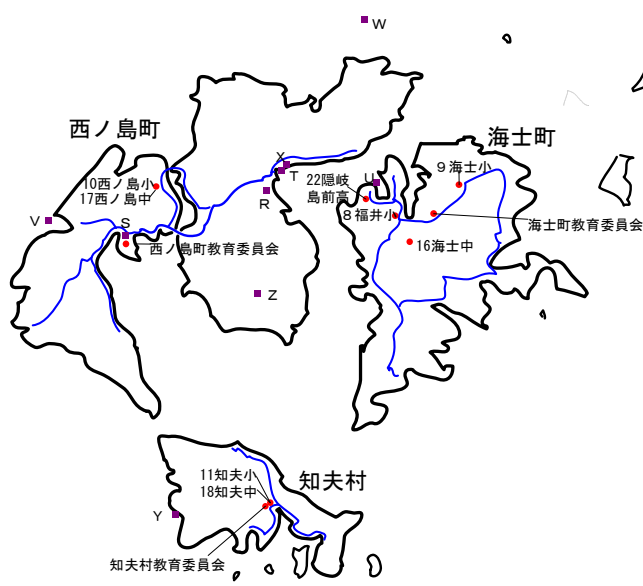 W
西ノ島町
海士町
X
T
10西ノ島小
17西ノ島中
22隠岐
島前高
U
9海士小
R
V
S
8福井小
海士町教育委員会
西ノ島町教育委員会
16海士中
Z
11知夫小
18知夫中
知夫村
Y
知夫村教育委員会